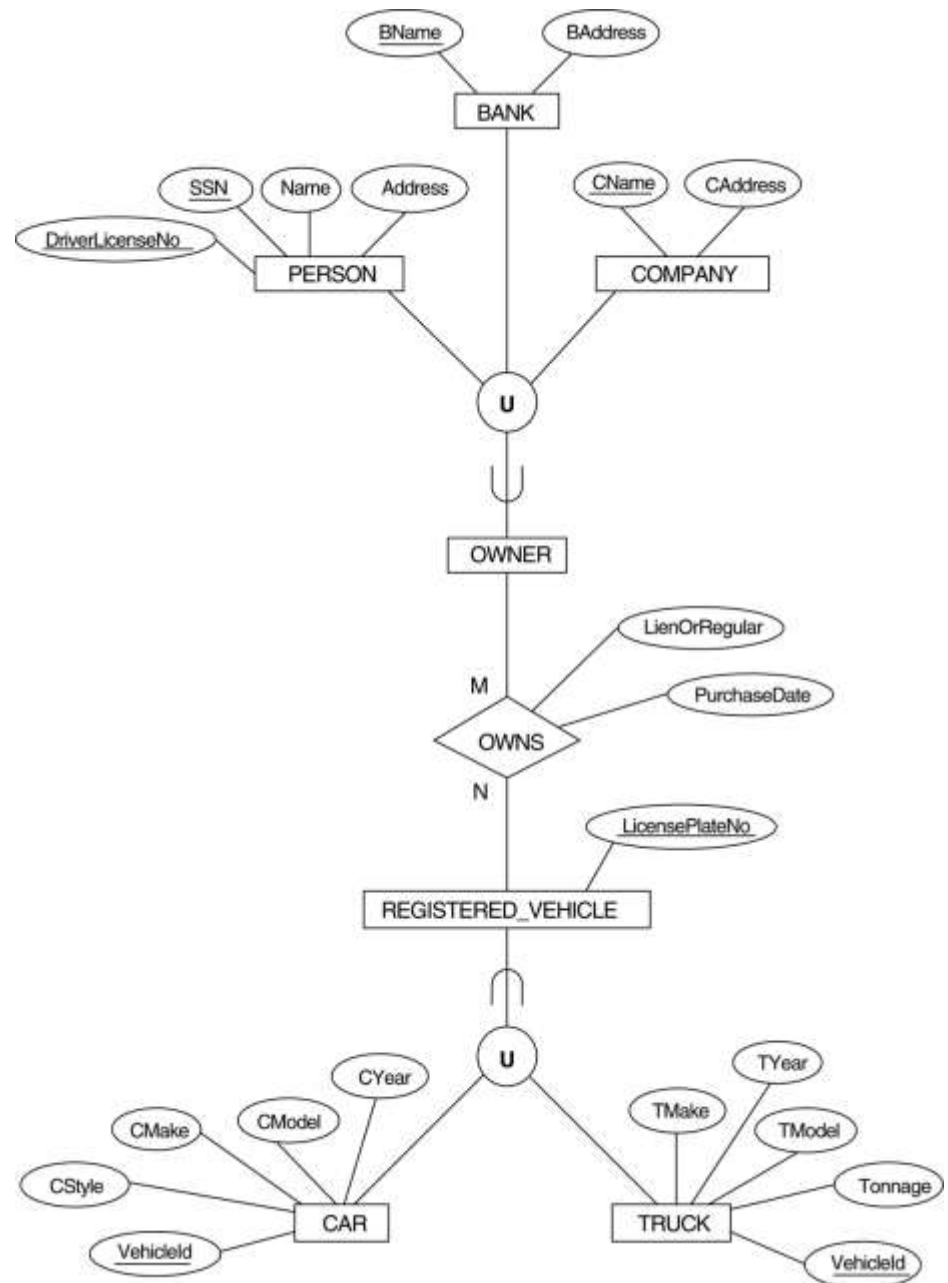 BName
BAddress
BANK
SSN
Name
Address
CName
CAddress
DriverLicenseNo
PERSON
COMPANY
U
OWNER
LienOrRegular
M
PurchaseDate
OWNS
N
LicensePlateNo
REGISTERED_VEHICLE
U
TYear
CYear
TMake
CModel
CMake
TModel
CStyle
Tonnage
CAR
TRUCK
VehicleId
VehicleId